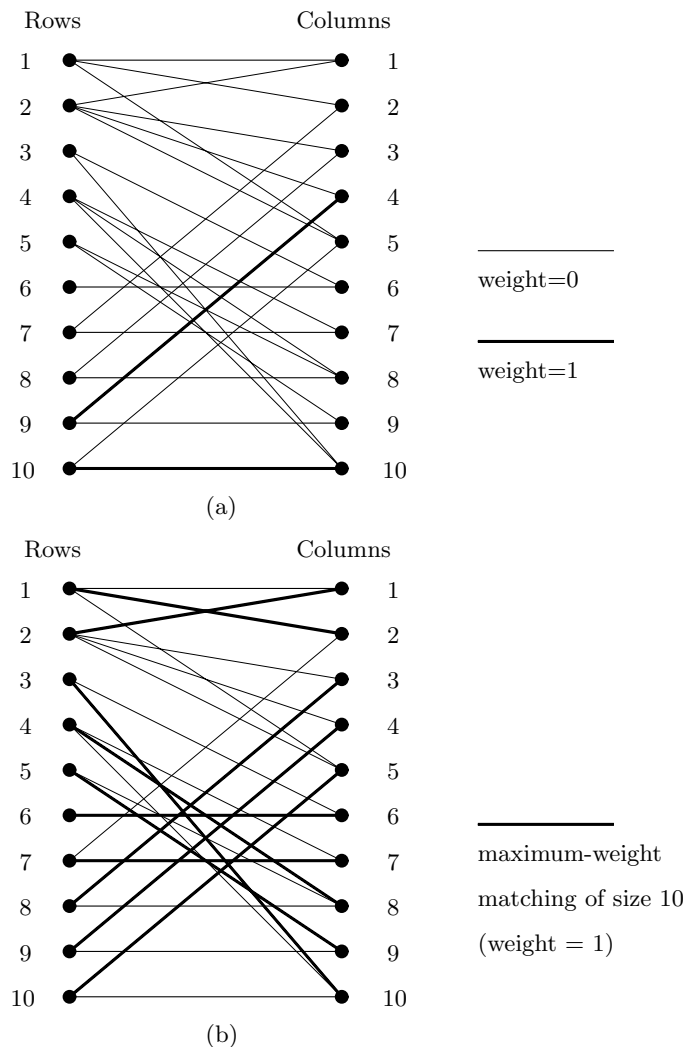 Rows Columns
1 1
2 2
3 3
4 4
5 5
6 6
7 7
8 8
9 9
10 10
weight=0
weight=1
(a)
Rows Columns
1 1
2 2
3 3
4 4
5 5
6 6
7 7
8 8
9 9
10 10
maximum-weight
matching of size 10
(weight = 1)
(b)